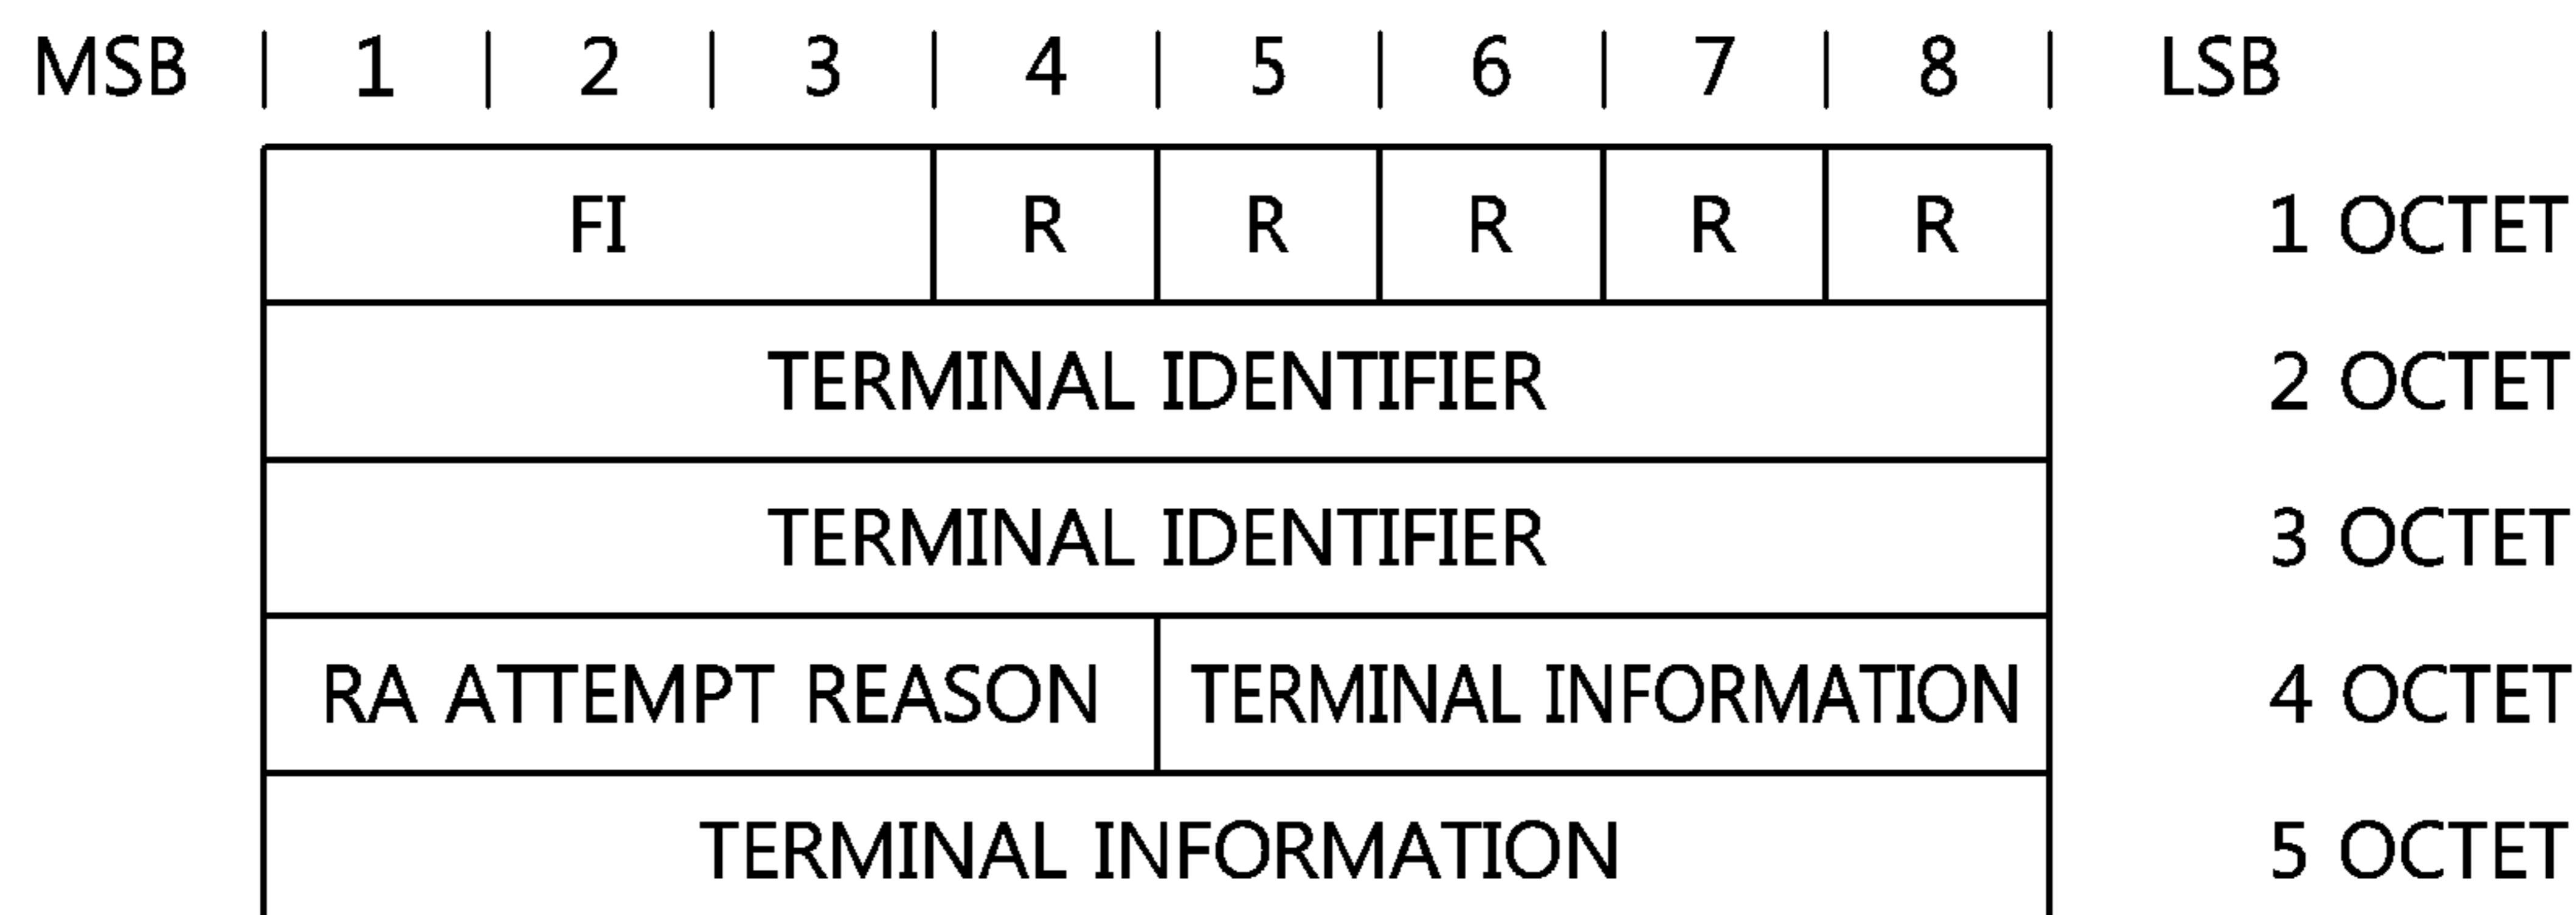 MSB | 1 | 2 | 3 | 4 | 5 | 6 | 7 | 8 | LSB
FI R R R R R 1 OCTET
TERMINAL IDENTIFIER 2 OCTET
TERMINAL IDENTIFIER 3 OCTET
RA ATTEMPT REASON TERMINAL INFORMATION 4 OCTET
TERMINAL INFORMATION 5 OCTET